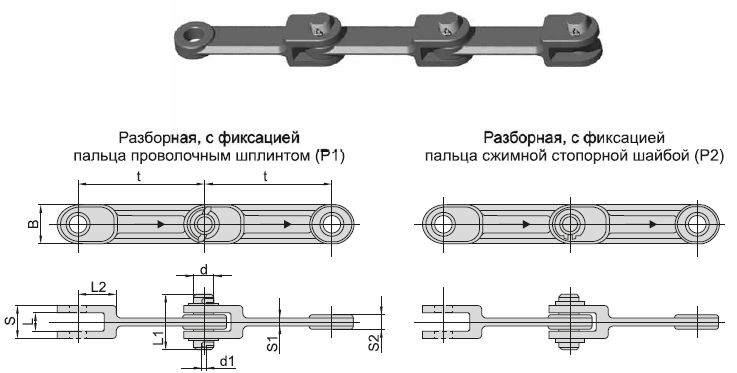 Разборная, с фиксацией
пальца проволочным шплинтом (P1)
Разборная, с фиксацией
пальца сжимной стопорной шайбой (P2)
t
t
B
L2
d
S
L
L1
S1
S2
d1